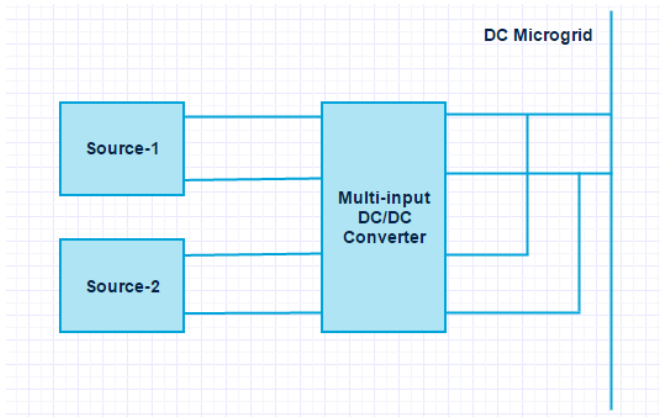 DC Microgrid
Source-1
Multi-input
DC/DC
Converter
Source-2